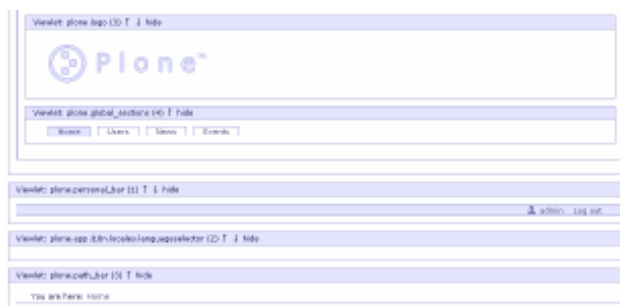 Viewlet: plone.logo (3) ↑ ↓ hide
Plone™
Viewlet: plone.global_sections (4) ↑ hide
Home Users News Events
Viewlet: plone.personal_bar (1) ↑ ↓ hide
admin Log out
Viewlet: plone.app.i18n.locales.languageselector (2) ↑ ↓ hide
Viewlet: plone.path_bar (3) ↑ hide
You are here: Home